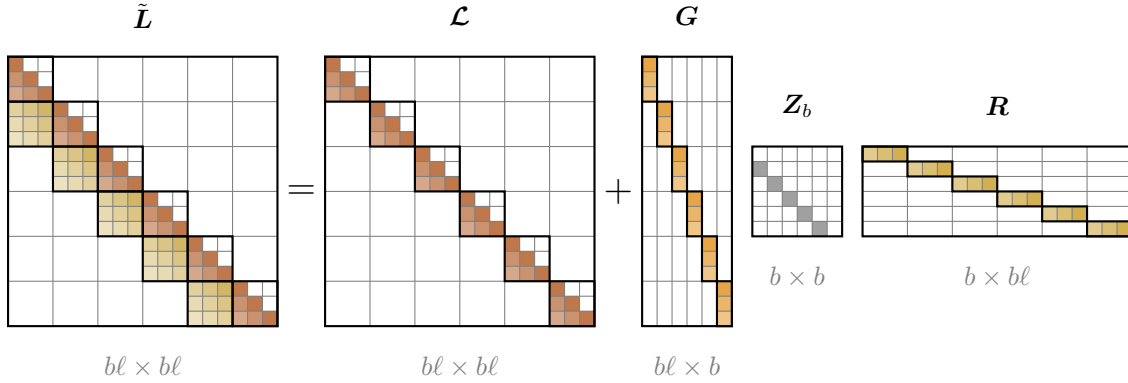 L̃ 𝓛 G
Z_b R
= +
b × b b × bℓ
bℓ × bℓ bℓ × bℓ bℓ × b